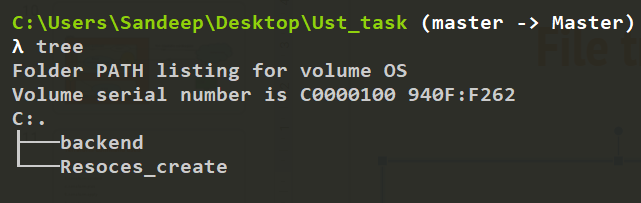 C:\Users\Sandeep\Desktop\Ust_task (master -> Master)
λ tree
Folder PATH listing for volume OS
Volume serial number is C0000100 940F:F262
C:.
├───backend
└───Resoces_create